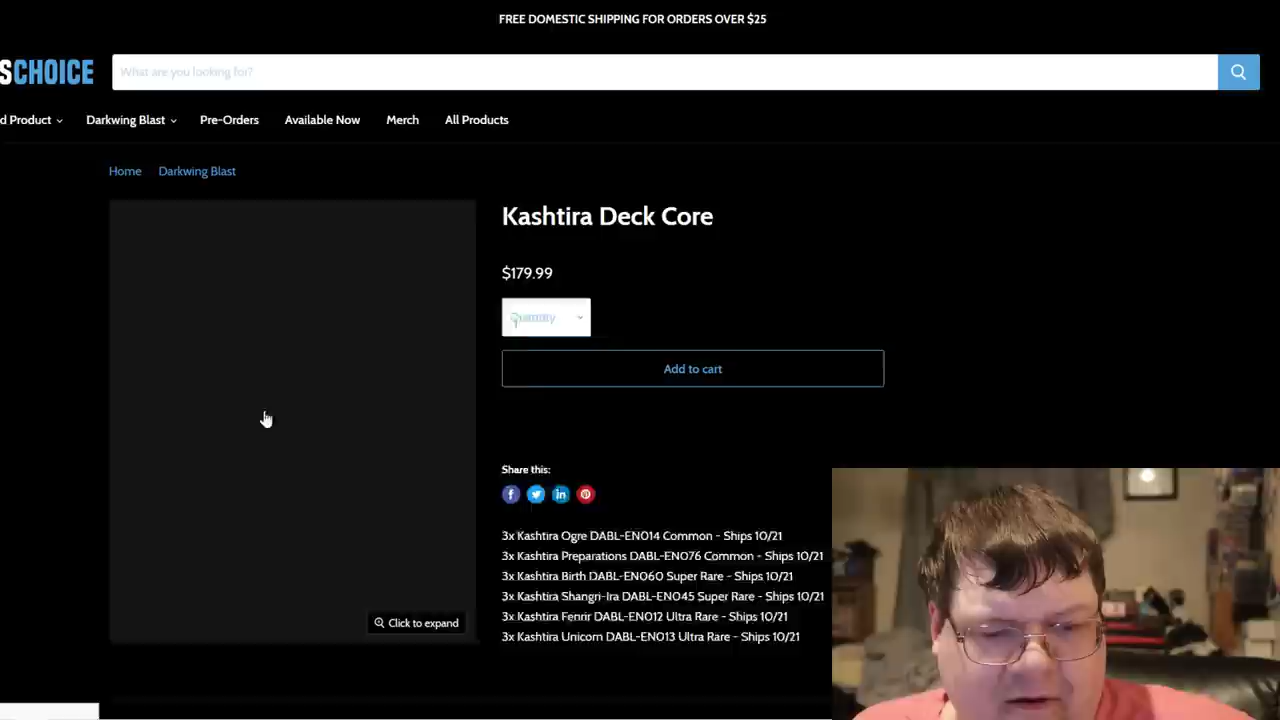 FREE DOMESTIC SHIPPING FOR ORDERS OVER $25
SCHOICE
What are you looking for?
d Product
Darkwing Blast
Pre-Orders
Available Now
Merch
All Products
Home
Darkwing Blast
Kashtira Deck Core
$179.99
Quantity
Add to cart
Share this:
3x Kashtira Ogre DABL-EN014 Common - Ships 10/21
3x Kashtira Preparations DABL-EN076 Common - Ships 10/21
3x Kashtira Birth DABL-EN060 Super Rare - Ships 10/21
3x Kashtira Shangri-Ira DABL-EN045 Super Rare - Ships 10/21
3x Kashtira Fenrir DABL-EN012 Ultra Rare - Ships 10/21
3x Kashtira Unicorn DABL-EN013 Ultra Rare - Ships 10/21
Click to expand